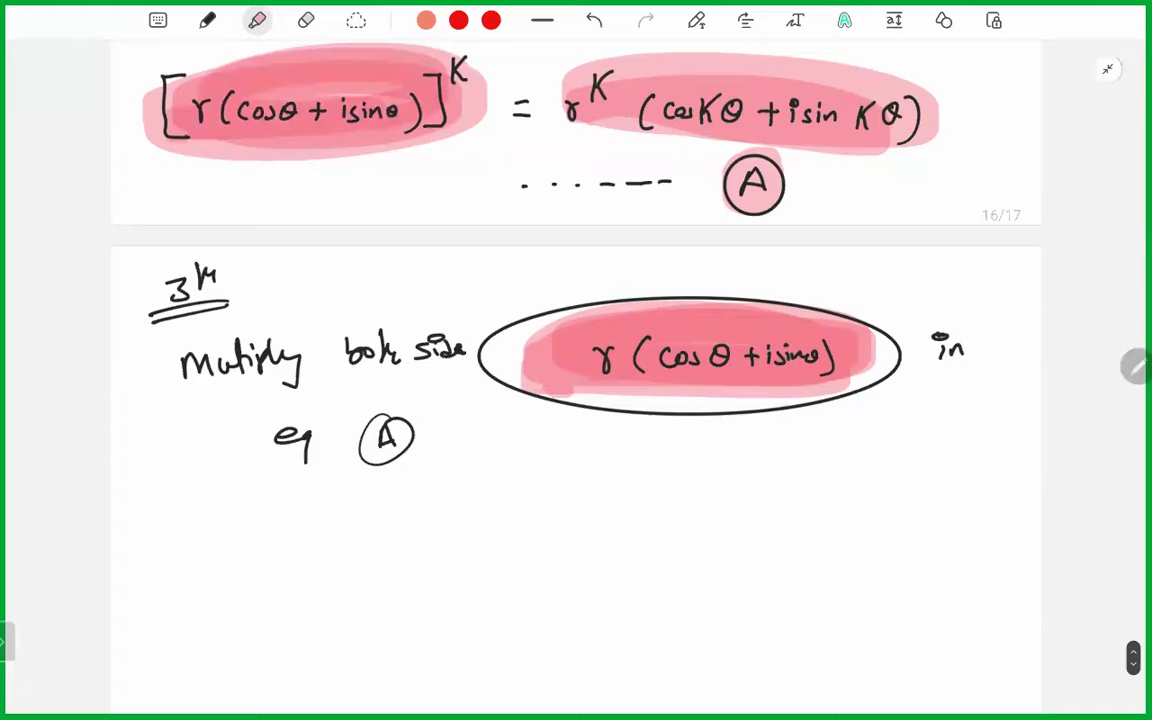 [r(cosθ + isinθ)]^K = r^K (cosKθ + isin Kθ)
. . . - - - - A
16/17
3rd
Multiply both side r (cosθ + isinθ) in
eq A